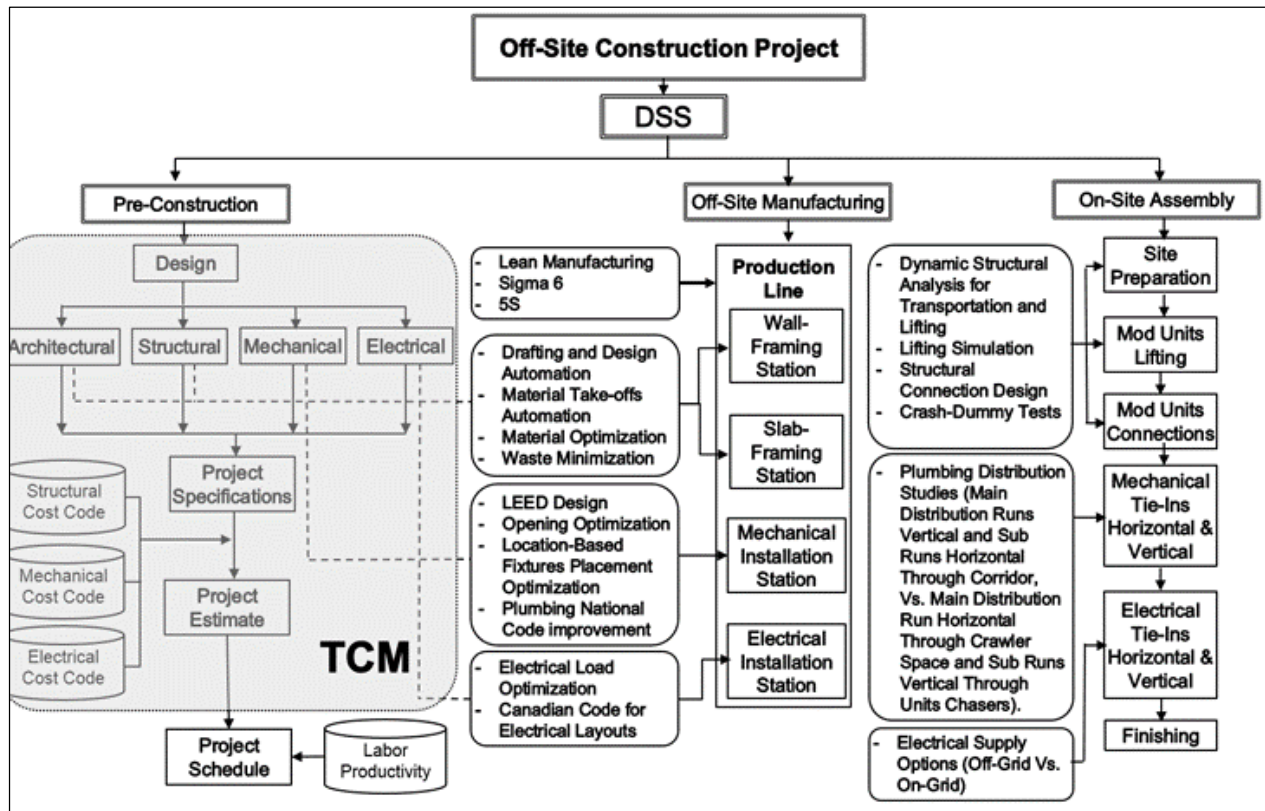 Off-Site Construction Project
DSS
Pre-Construction
Off-Site Manufacturing
On-Site Assembly
Design
Architectural
Structural
Mechanical
Electrical
Project
Specifications
Structural
Cost Code
Mechanical
Cost Code
Electrical
Cost Code
Project
Estimate
TCM
Project
Schedule
Labor
Productivity
- Lean Manufacturing
- Sigma 6
- 5S
- Drafting and Design
Automation
- Material Take-offs
Automation
- Material Optimization
- Waste Minimization
- LEED Design
- Opening Optimization
- Location-Based
Fixtures Placement
Optimization
- Plumbing National
Code improvement
- Electrical Load
Optimization
- Canadian Code for
Electrical Layouts
Production
Line
Wall-
Framing
Station
Slab-
Framing
Station
Mechanical
Installation
Station
Electrical
Installation
Station
- Dynamic Structural
Analysis for
Transportation and
Lifting
- Lifting Simulation
- Structural
Connection Design
- Crash-Dummy Tests
- Plumbing Distribution
Studies (Main
Distribution Runs
Vertical and Sub
Runs Horizontal
Through Corridor,
Vs. Main Distribution
Run Horizontal
Through Crawler
Space and Sub Runs
Vertical Through
Units Chasers).
- Electrical Supply
Options (Off-Grid Vs.
On-Grid)
Site
Preparation
Mod Units
Lifting
Mod Units
Connections
Mechanical
Tie-Ins
Horizontal &
Vertical
Electrical
Tie-Ins
Horizontal &
Vertical
Finishing